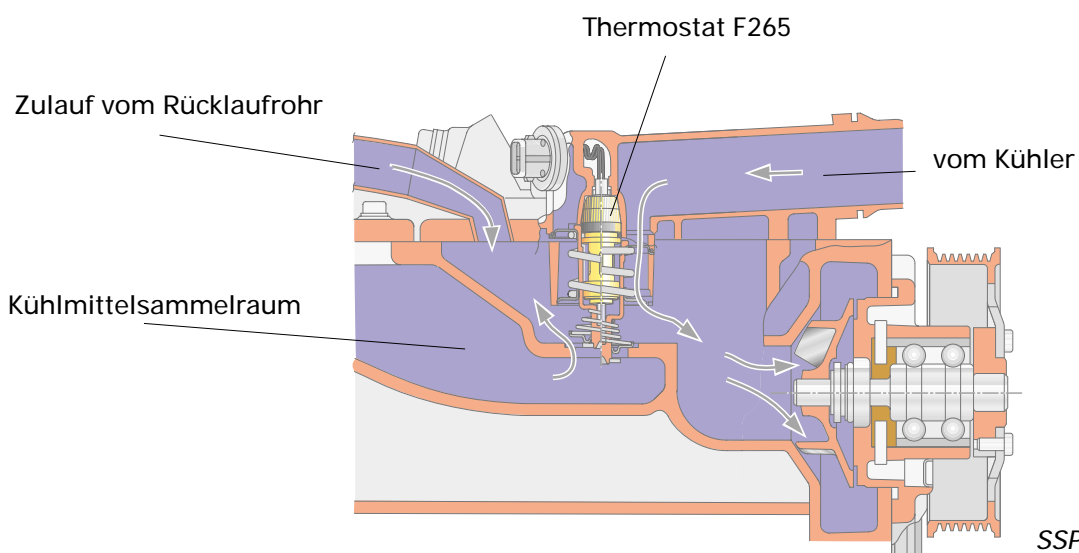 Thermostat F265
Zulauf vom Rücklaufrohr
vom Kühler
Kühlmittelsammelraum
SSP